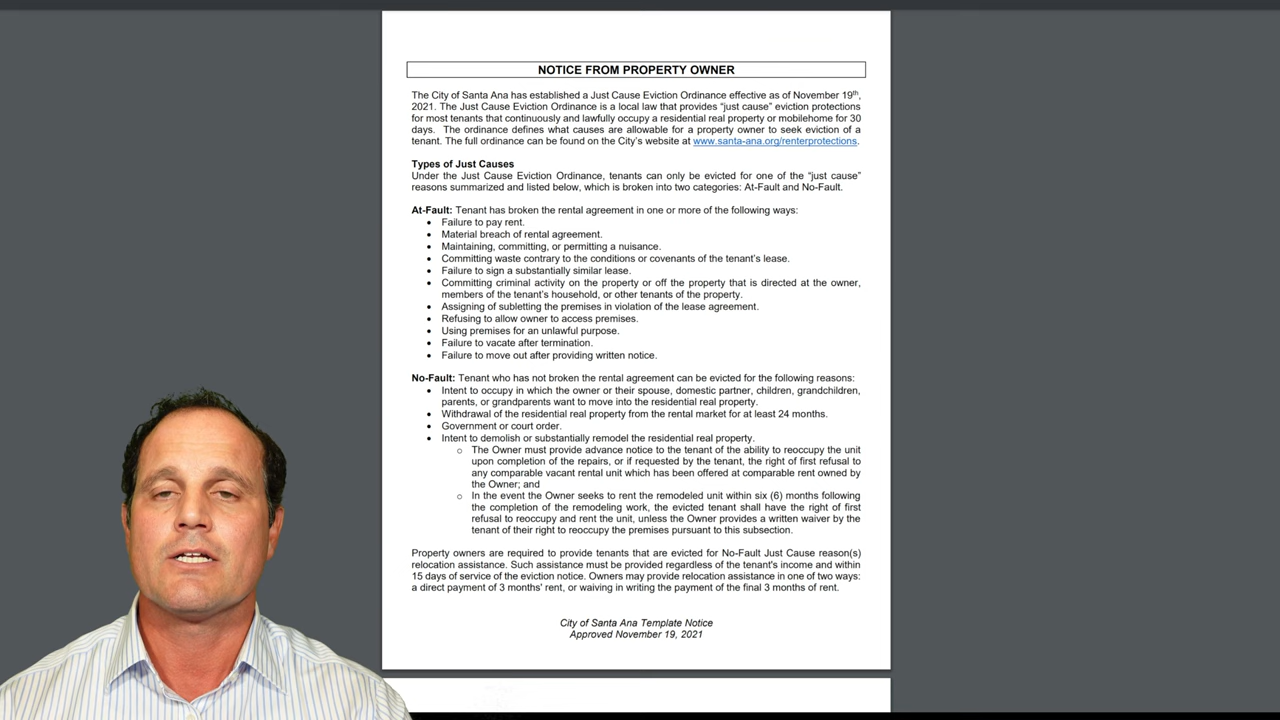 NOTICE FROM PROPERTY OWNER
The City of Santa Ana has established a Just Cause Eviction Ordinance effective as of November 19th,
2021. The Just Cause Eviction Ordinance is a local law that provides “just cause” eviction protections
for most tenants that continuously and lawfully occupy a residential real property or mobilehome for 30
days. The ordinance defines what causes are allowable for a property owner to seek eviction of a
tenant. The full ordinance can be found on the City’s website at www.santa-ana.org/renterprotections.
Types of Just Causes
Under the Just Cause Eviction Ordinance, tenants can only be evicted for one of the “just cause”
reasons summarized and listed below, which is broken into two categories: At-Fault and No-Fault.
At-Fault: Tenant has broken the rental agreement in one or more of the following ways:
• Failure to pay rent.
• Material breach of rental agreement.
• Maintaining, committing, or permitting a nuisance.
• Committing waste contrary to the conditions or covenants of the tenant’s lease.
• Failure to sign a substantially similar lease.
• Committing criminal activity on the property or off the property that is directed at the owner,
members of the tenant’s household, or other tenants of the property.
• Assigning of subletting the premises in violation of the lease agreement.
• Refusing to allow owner to access premises.
• Using premises for an unlawful purpose.
• Failure to vacate after termination.
• Failure to move out after providing written notice.
No-Fault: Tenant who has not broken the rental agreement can be evicted for the following reasons:
• Intent to occupy in which the owner or their spouse, domestic partner, children, grandchildren,
parents, or grandparents want to move into the residential real property.
• Withdrawal of the residential real property from the rental market for at least 24 months.
• Government or court order.
• Intent to demolish or substantially remodel the residential real property.
o The Owner must provide advance notice to the tenant of the ability to reoccupy the unit
upon completion of the repairs, or if requested by the tenant, the right of first refusal to
any comparable vacant rental unit which has been offered at comparable rent owned by
the Owner; and
o In the event the Owner seeks to rent the remodeled unit within six (6) months following
the completion of the remodeling work, the evicted tenant shall have the right of first
refusal to reoccupy and rent the unit, unless the Owner provides a written waiver by the
tenant of their right to reoccupy the premises pursuant to this subsection.
Property owners are required to provide tenants that are evicted for No-Fault Just Cause reason(s)
relocation assistance. Such assistance must be provided regardless of the tenant's income and within
15 days of service of the eviction notice. Owners may provide relocation assistance in one of two ways:
a direct payment of 3 months' rent, or waiving in writing the payment of the final 3 months of rent.
City of Santa Ana Template Notice
Approved November 19, 2021